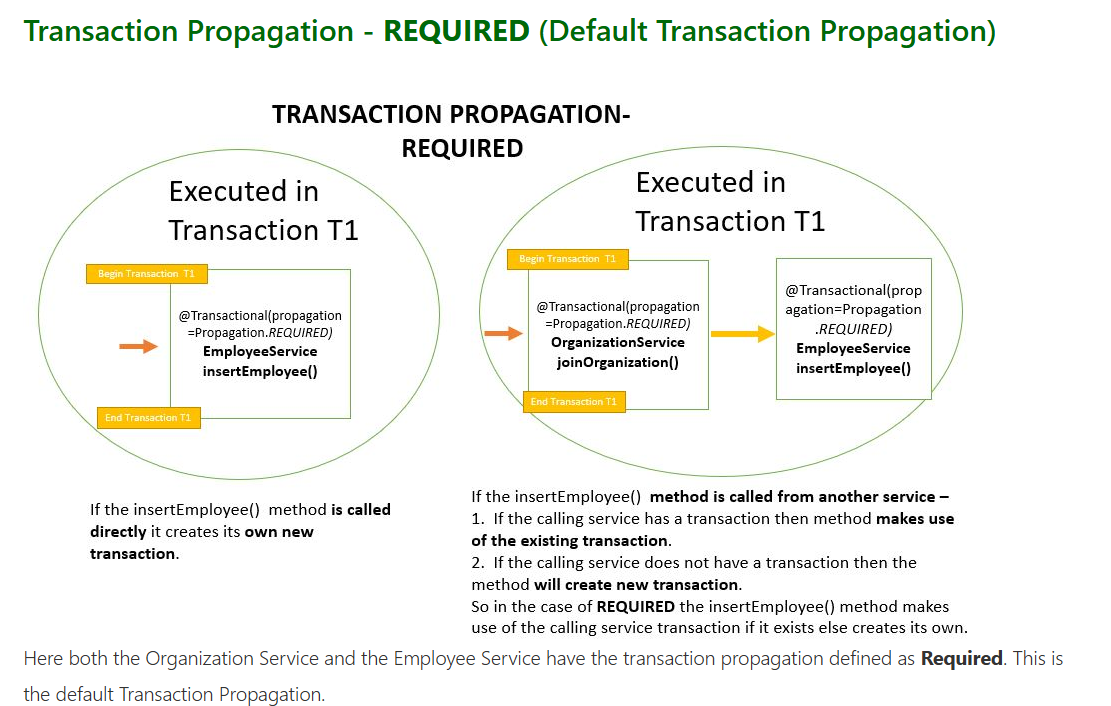 Transaction Propagation - REQUIRED (Default Transaction Propagation)
TRANSACTION PROPAGATION-
REQUIRED
Executed in
Transaction T1
Begin Transaction T1
@Transactional(propagation
=Propagation.REQUIRED)
EmployeeService
insertEmployee()
End Transaction T1
If the insertEmployee() method is called
directly it creates its own new
transaction.
Executed in
Transaction T1
Begin Transaction T1
@Transactional(propagation
=Propagation.REQUIRED)
OrganizationService
joinOrganization()
End Transaction T1
@Transactional(prop
agation=Propagation
.REQUIRED)
EmployeeService
insertEmployee()
If the insertEmployee() method is called from another service –
1. If the calling service has a transaction then method makes use
of the existing transaction.
2. If the calling service does not have a transaction then the
method will create new transaction.
So in the case of REQUIRED the insertEmployee() method makes
use of the calling service transaction if it exists else creates its own.
Here both the Organization Service and the Employee Service have the transaction propagation defined as Required. This is
the default Transaction Propagation.